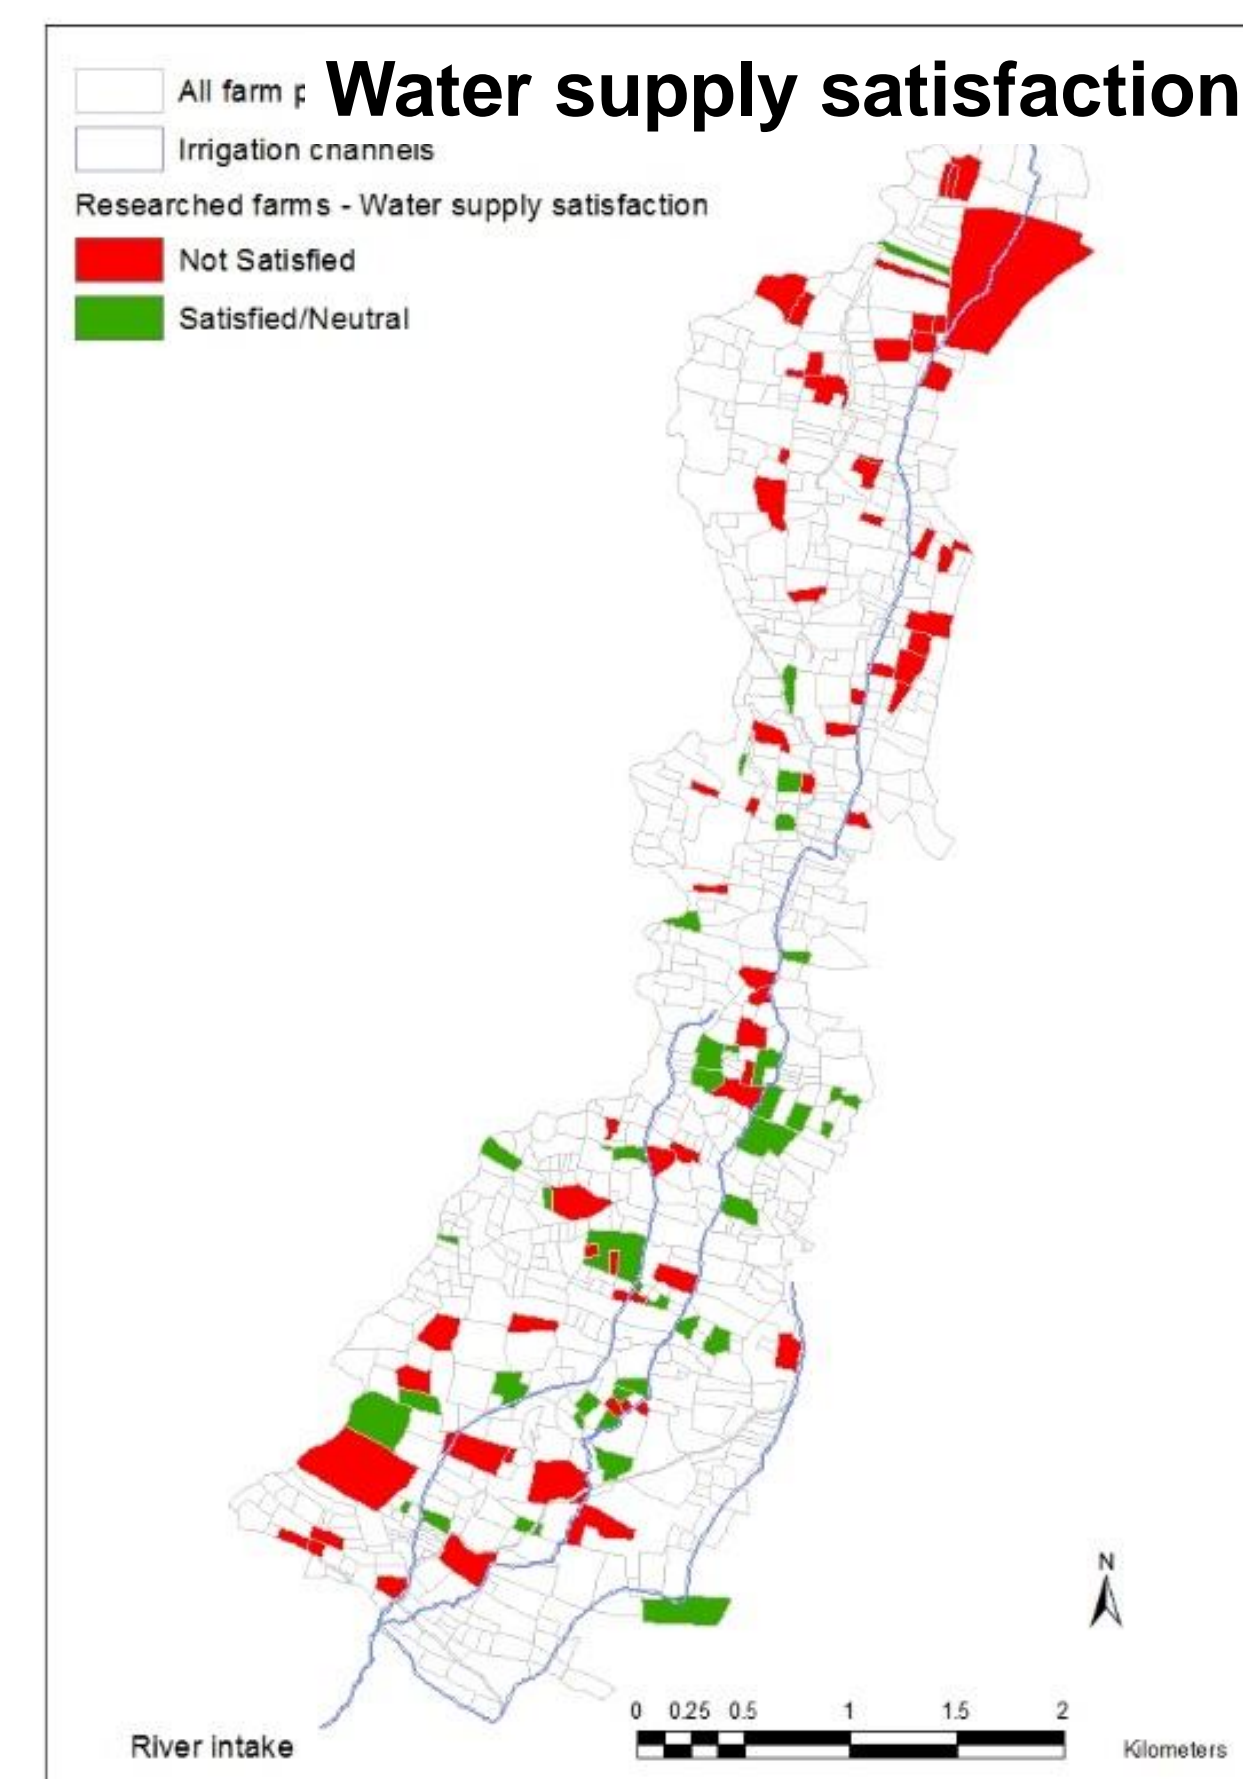 Water supply satisfaction
All farm p
Irrigation channels
Researched farms - Water supply satisfaction
Not Satisfied
Satisfied/Neutral
N
0 0.25 0.5 1 1.5 2
Kilometers
River intake